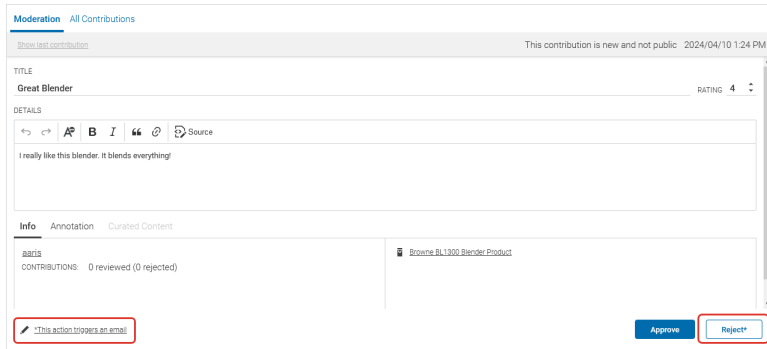 Moderation All Contributions
Show last contribution This contribution is new and not public 2024/04/10 1:24 PM
TITLE
Great Blender RATING 4
DETAILS
B I Source
I really like this blender. It blends everything!
Info Annotation Curated Content
aaris Browne BL1300 Blender Product
CONTRIBUTIONS: 0 reviewed (0 rejected)
*This action triggers an email Approve Reject*